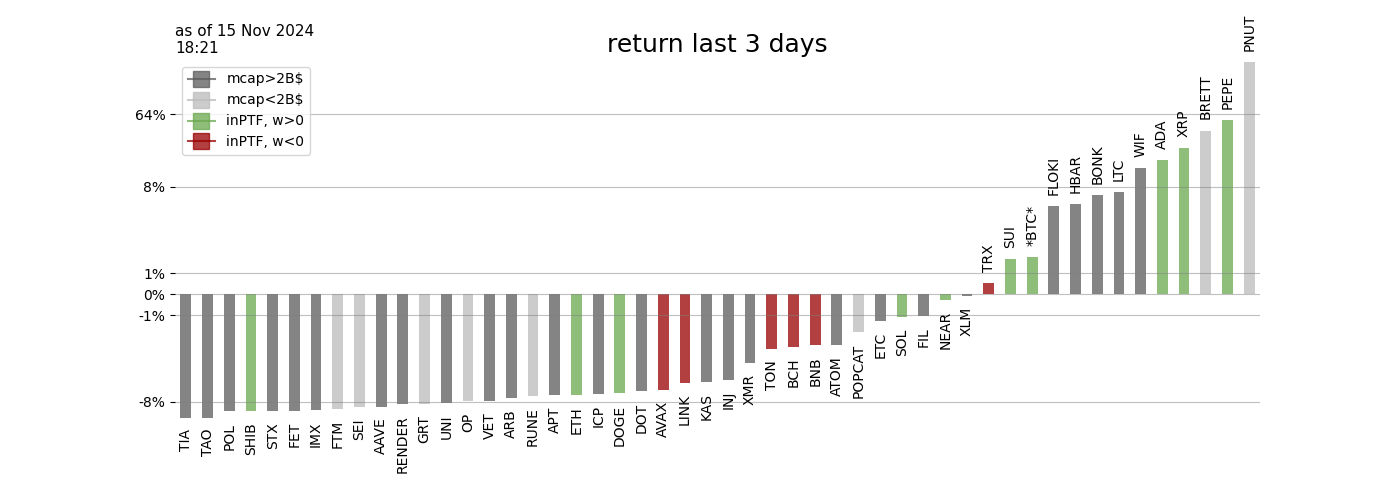 as of 15 Nov 2024
18:21
return last 3 days
mcap>2B$
mcap<2B$
inPTF, w>0
inPTF, w<0
64%
8%
1%
0%
-1%
-8%
TIA
TAO
POL
SHIB
STX
FET
IMX
FTM
SEI
AAVE
RENDER
GRT
UNI
OP
VET
ARB
RUNE
APT
ETH
ICP
DOGE
DOT
AVAX
LINK
KAS
INJ
XMR
TON
BCH
BNB
ATOM
POPCAT
ETC
SOL
FIL
NEAR
XLM
TRX
SUI
*BTC*
FLOKI
HBAR
BONK
LTC
WIF
ADA
XRP
BRETT
PEPE
PNUT